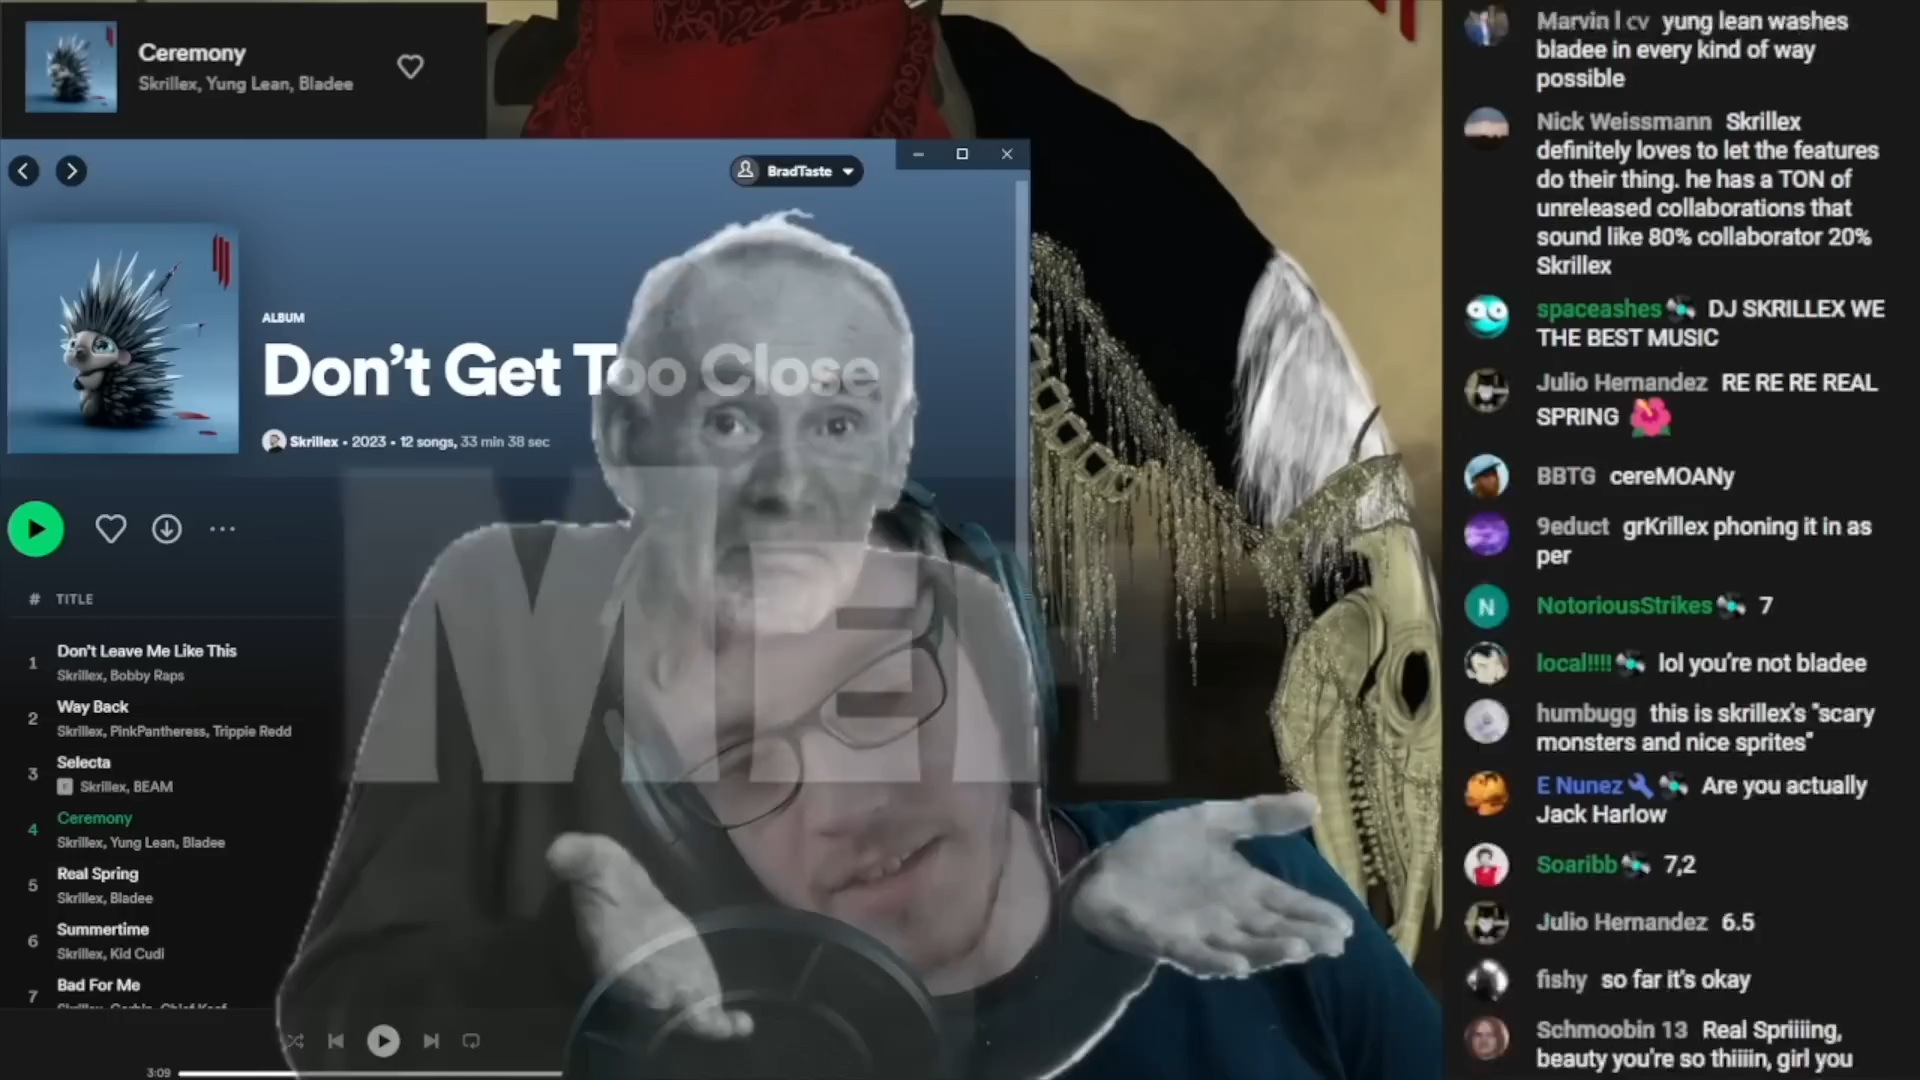 Ceremony
Skrillex, Yung Lean, Bladee
BradTaste
ALBUM
Don't Get Too Close
Skrillex • 2023 • 12 songs, 33 min 38 sec
MEH
# TITLE
1 Don't Leave Me Like This
Skrillex, Bobby Raps
2 Way Back
Skrillex, PinkPantheress, Trippie Redd
3 Selecta
E Skrillex, BEAM
4 Ceremony
Skrillex, Yung Lean, Bladee
5 Real Spring
Skrillex, Bladee
6 Summertime
Skrillex, Kid Cudi
7 Bad For Me
Skrillex, Corbin, Chief Keef
3:09
Marvin l cv yung lean washes
bladee in every kind of way
possible
Nick Weissmann Skrillex
definitely loves to let the features
do their thing. he has a TON of
unreleased collaborations that
sound like 80% collaborator 20%
Skrillex
spaceashes DJ SKRILLEX WE
THE BEST MUSIC
Julio Hernandez RE RE RE REAL
SPRING 🌺
BBTG cereMOANy
9educt grKrillex phoning it in as
per
N NotoriousStrikes 7
local!!!! lol you're not bladee
humbugg this is skrillex's "scary
monsters and nice sprites"
E Nunez Are you actually
Jack Harlow
Soaribb 7,2
Julio Hernandez 6.5
fishy so far it's okay
Schmoobin 13 Real Spriiiing,
beauty you're so thiiiin, girl you